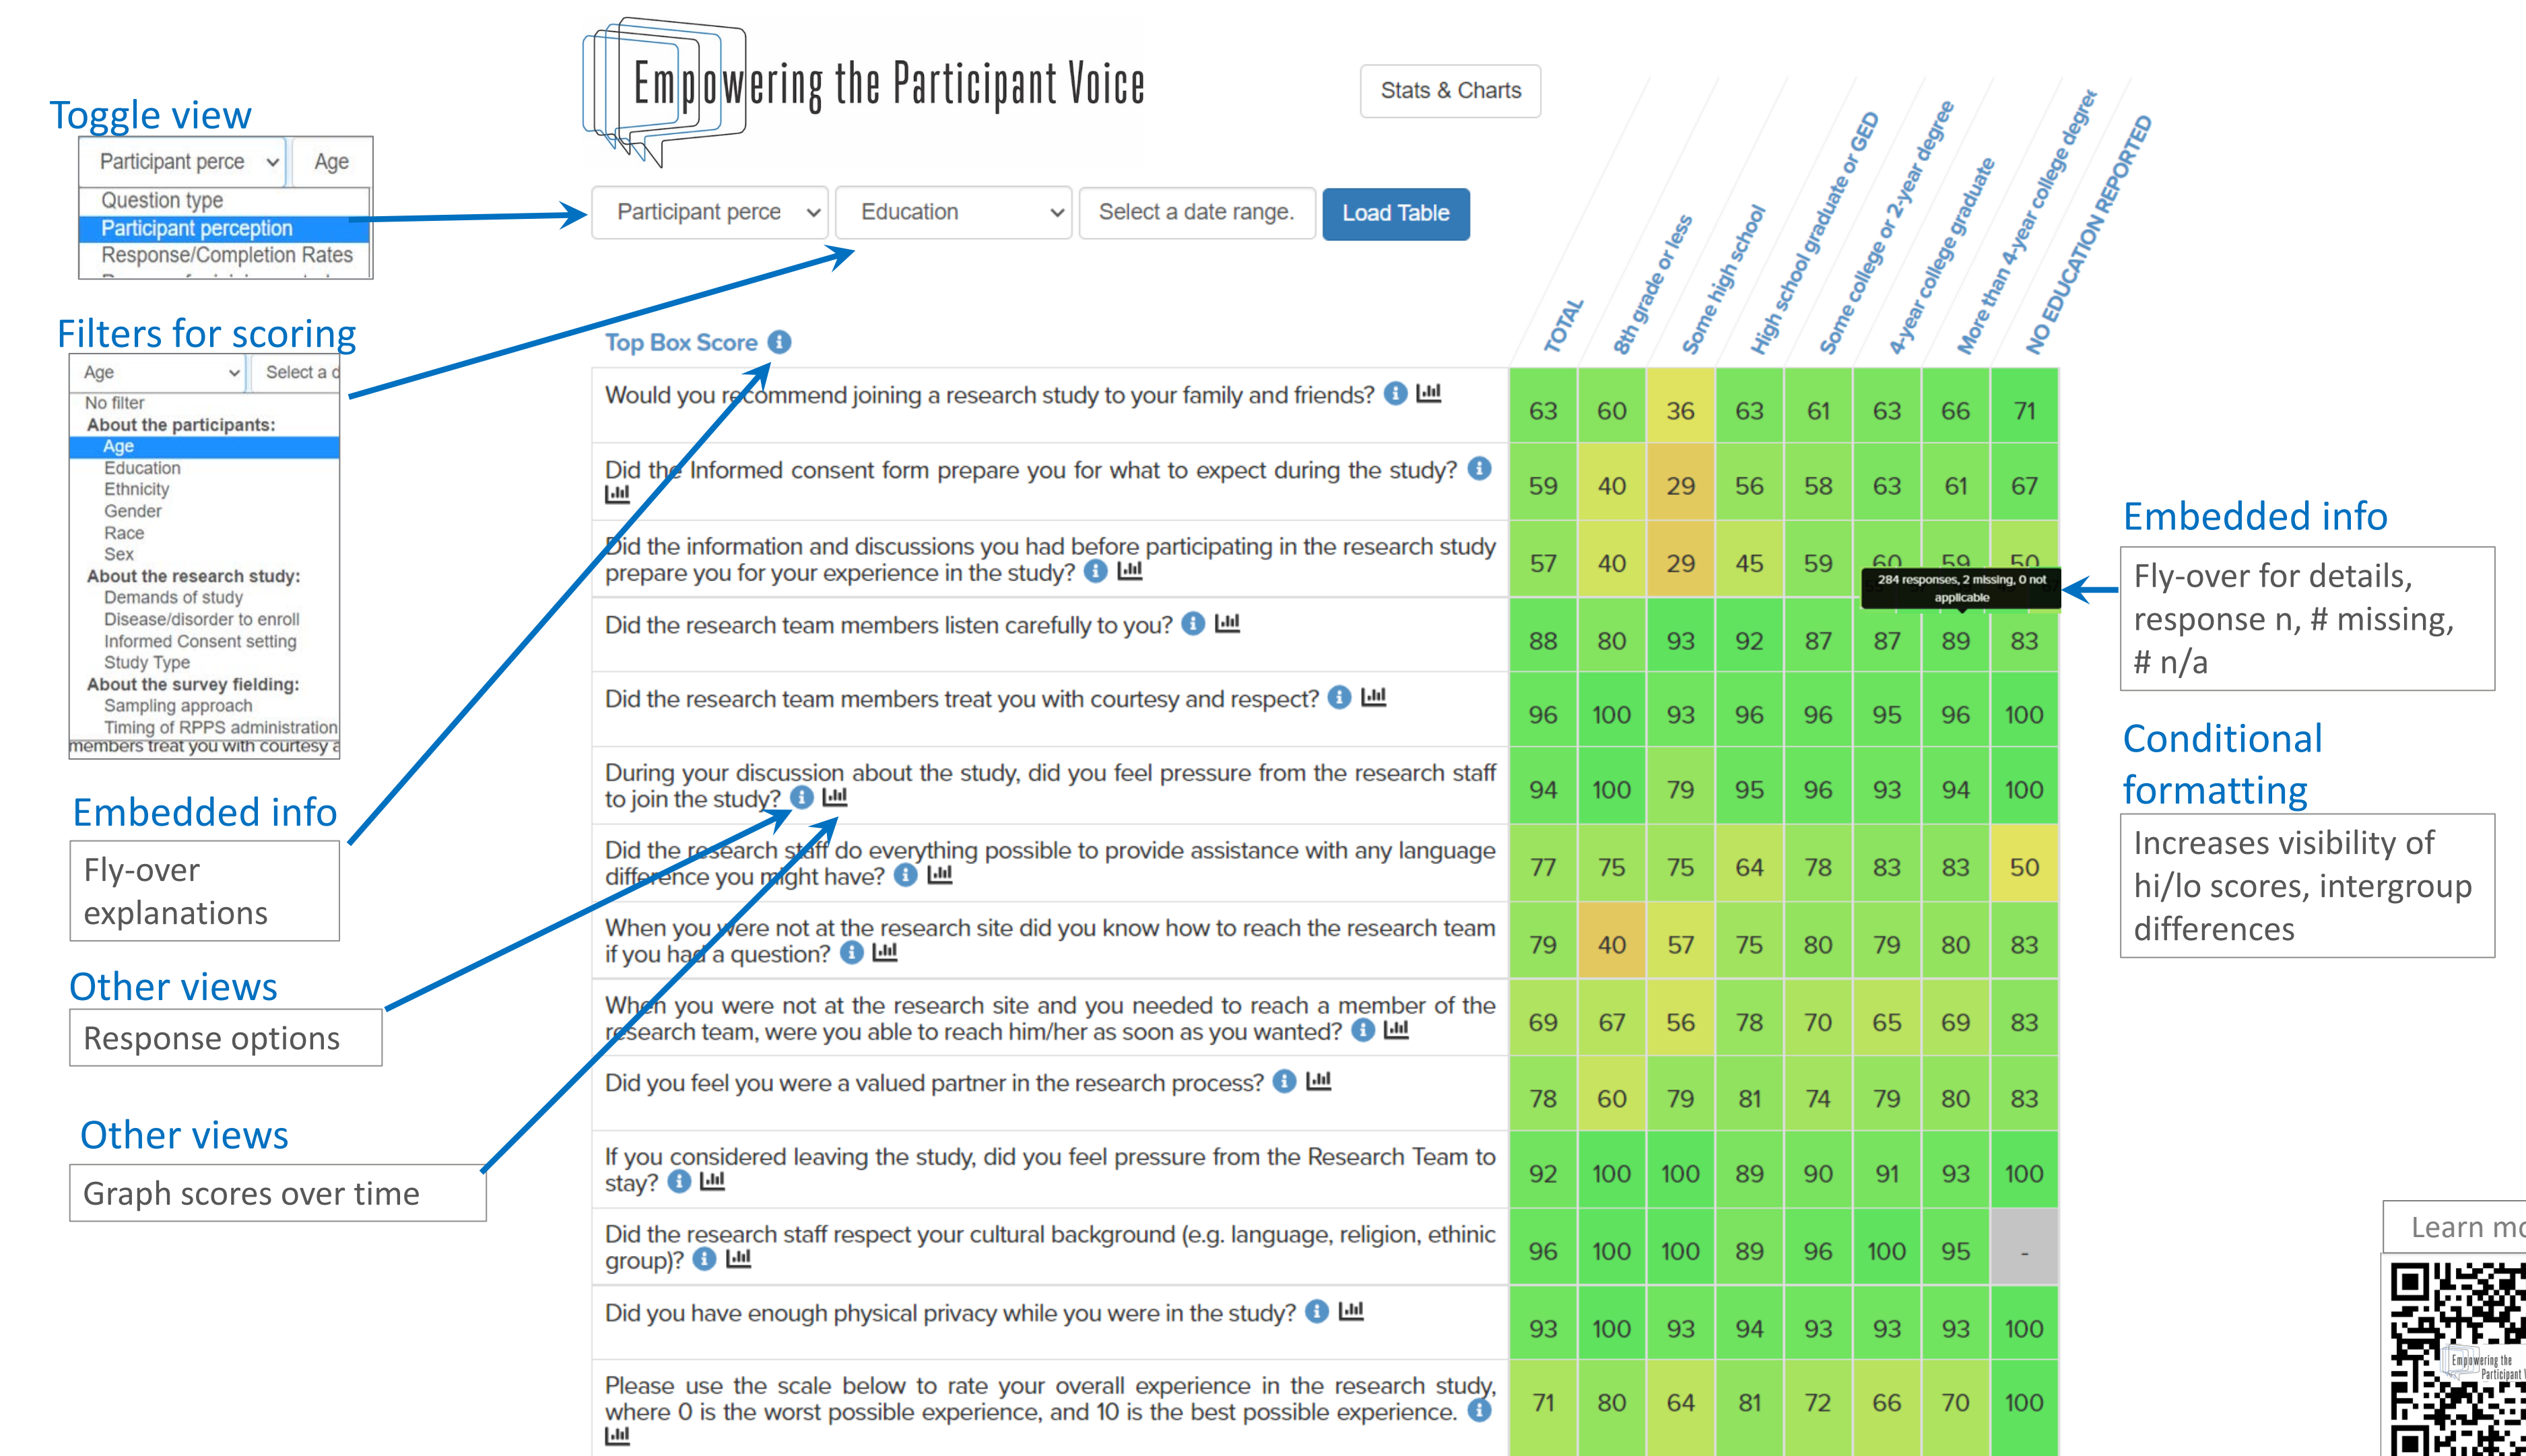 Empowering the Participant Voice
Stats & Charts
Toggle view
Participant perce
Age
Question type
Participant perception
Response/Completion Rates
Participant perce
Education
Select a date range.
Load Table
Filters for scoring
Age
Select a d
No filter
About the participants:
Age
Education
Ethnicity
Gender
Race
Sex
About the research study:
Demands of study
Disease/disorder to enroll
Informed Consent setting
Study Type
About the survey fielding:
Sampling approach
Timing of RPPS administration
members treat you with courtesy a
Embedded info
Fly-over
explanations
Other views
Response options
Other views
Graph scores over time
Top Box Score
TOTAL
8th grade or less
Some high school
High school graduate or GED
Some college or 2-year degree
4-year college graduate
More than 4-year college degree
NO EDUCATION REPORTED
Would you recommend joining a research study to your family and friends?
63 60 36 63 61 63 66 71
Did the Informed consent form prepare you for what to expect during the study?
59 40 29 56 58 63 61 67
Did the information and discussions you had before participating in the research study
prepare you for your experience in the study?
57 40 29 45 59 60 59 50
284 responses, 2 missing, 0 not
applicable
Did the research team members listen carefully to you?
88 80 93 92 87 87 89 83
Did the research team members treat you with courtesy and respect?
96 100 93 96 96 95 96 100
During your discussion about the study, did you feel pressure from the research staff
to join the study?
94 100 79 95 96 93 94 100
Did the research staff do everything possible to provide assistance with any language
difference you might have?
77 75 75 64 78 83 83 50
When you were not at the research site did you know how to reach the research team
if you had a question?
79 40 57 75 80 79 80 83
When you were not at the research site and you needed to reach a member of the
research team, were you able to reach him/her as soon as you wanted?
69 67 56 78 70 65 69 83
Did you feel you were a valued partner in the research process?
78 60 79 81 74 79 80 83
If you considered leaving the study, did you feel pressure from the Research Team to
stay?
92 100 100 89 90 91 93 100
Did the research staff respect your cultural background (e.g. language, religion, ethinic
group)?
96 100 100 89 96 100 95 -
Did you have enough physical privacy while you were in the study?
93 100 93 94 93 93 93 100
Please use the scale below to rate your overall experience in the research study,
where 0 is the worst possible experience, and 10 is the best possible experience.
71 80 64 81 72 66 70 100
Embedded info
Fly-over for details,
response n, # missing,
# n/a
Conditional
formatting
Increases visibility of
hi/lo scores, intergroup
differences
Learn mo
Empowering the
Participant V